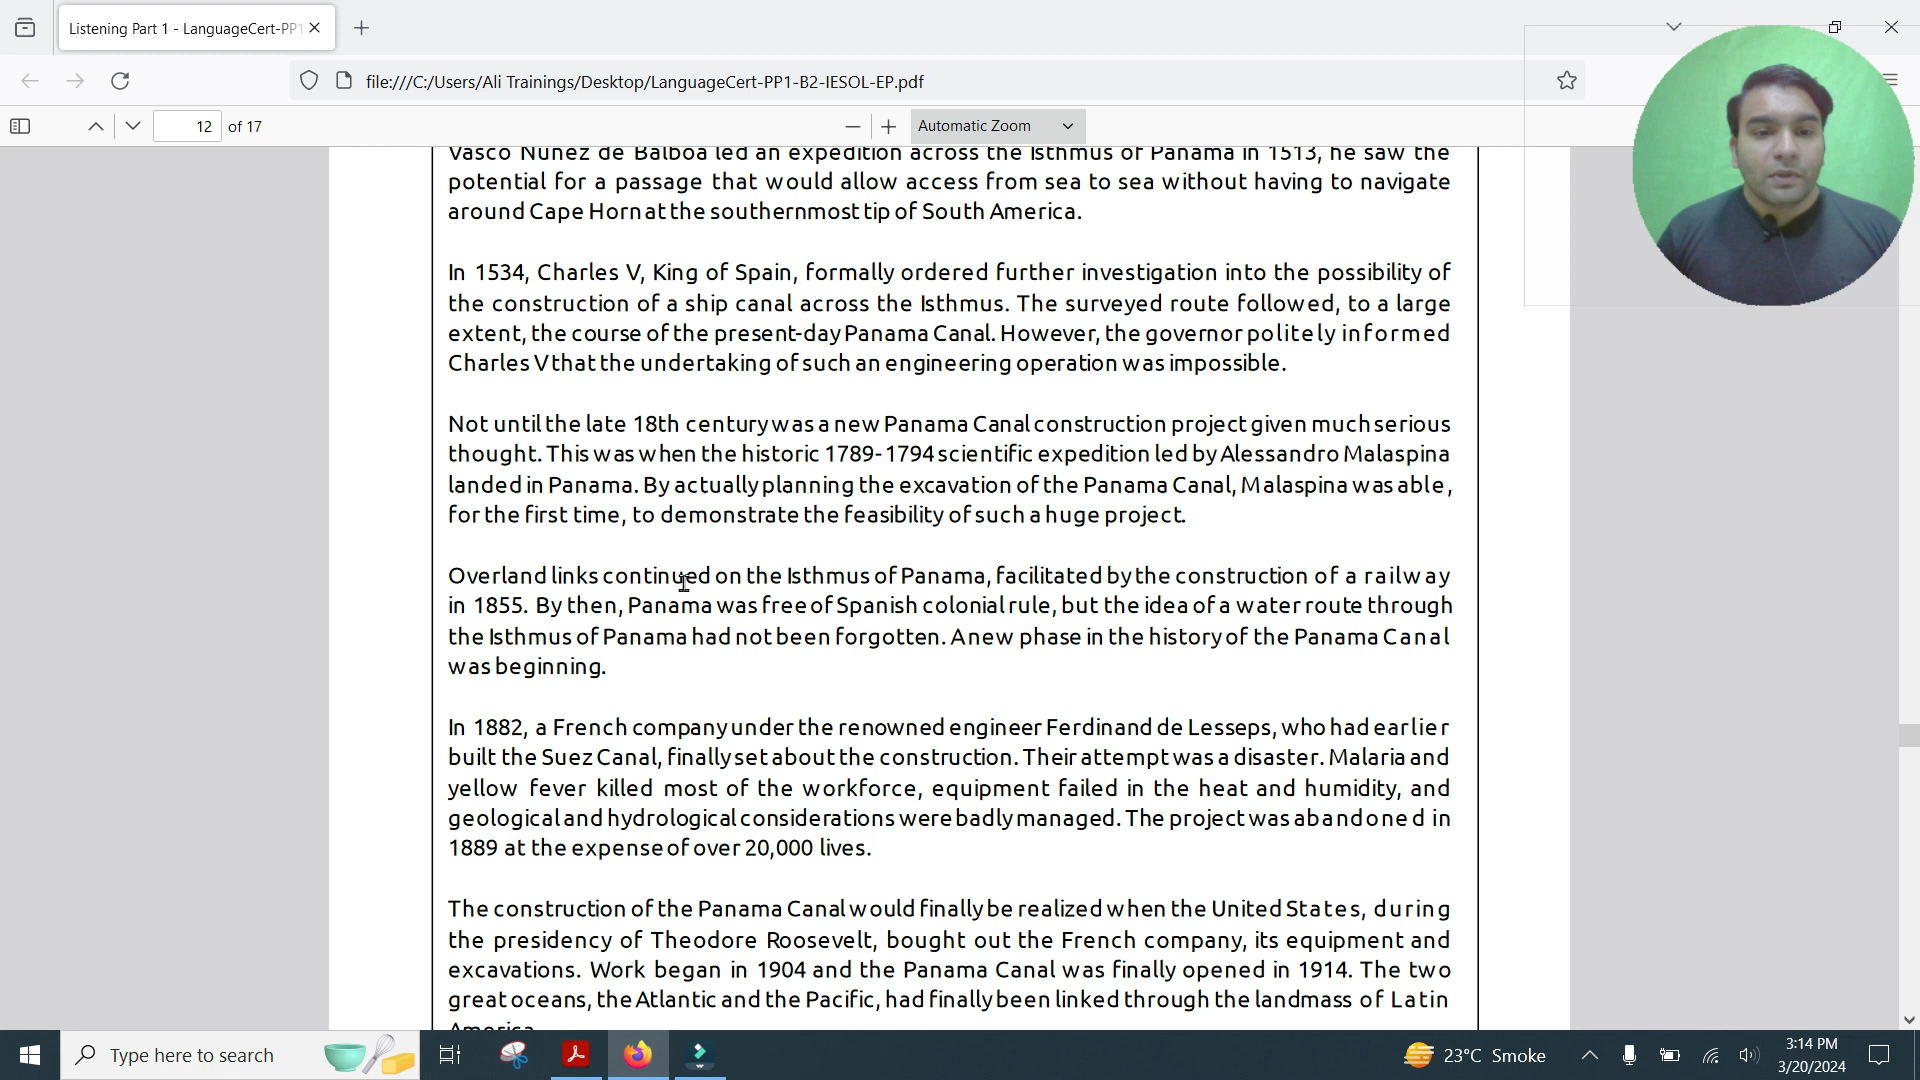 Listening Part 1 - LanguageCert-PP1
file:///C:/Users/Ali Trainings/Desktop/LanguageCert-PP1-B2-IESOL-EP.pdf
12 of 17
Automatic Zoom
Vasco Nunez de Balboa led an expedition across the Isthmus of Panama in 1513, he saw the
potential for a passage that would allow access from sea to sea without having to navigate
around Cape Horn at the southernmost tip of South America.
In 1534, Charles V, King of Spain, formally ordered further investigation into the possibility of
the construction of a ship canal across the Isthmus. The surveyed route followed, to a large
extent, the course of the present-day Panama Canal. However, the governor politely informed
Charles V that the undertaking of such an engineering operation was impossible.
Not until the late 18th century was a new Panama Canal construction project given much serious
thought. This was when the historic 1789-1794 scientific expedition led by Alessandro Malaspina
landed in Panama. By actually planning the excavation of the Panama Canal, Malaspina was able,
for the first time, to demonstrate the feasibility of such a huge project.
Overland links continued on the Isthmus of Panama, facilitated by the construction of a railway
in 1855. By then, Panama was free of Spanish colonial rule, but the idea of a water route through
the Isthmus of Panama had not been forgotten. A new phase in the history of the Panama Canal
was beginning.
In 1882, a French company under the renowned engineer Ferdinand de Lesseps, who had earlier
built the Suez Canal, finally set about the construction. Their attempt was a disaster. Malaria and
yellow fever killed most of the workforce, equipment failed in the heat and humidity, and
geological and hydrological considerations were badly managed. The project was abandoned in
1889 at the expense of over 20,000 lives.
The construction of the Panama Canal would finally be realized when the United States, during
the presidency of Theodore Roosevelt, bought out the French company, its equipment and
excavations. Work began in 1904 and the Panama Canal was finally opened in 1914. The two
great oceans, the Atlantic and the Pacific, had finally been linked through the landmass of Latin
America.
Type here to search
23°C Smoke
3:14 PM
3/20/2024